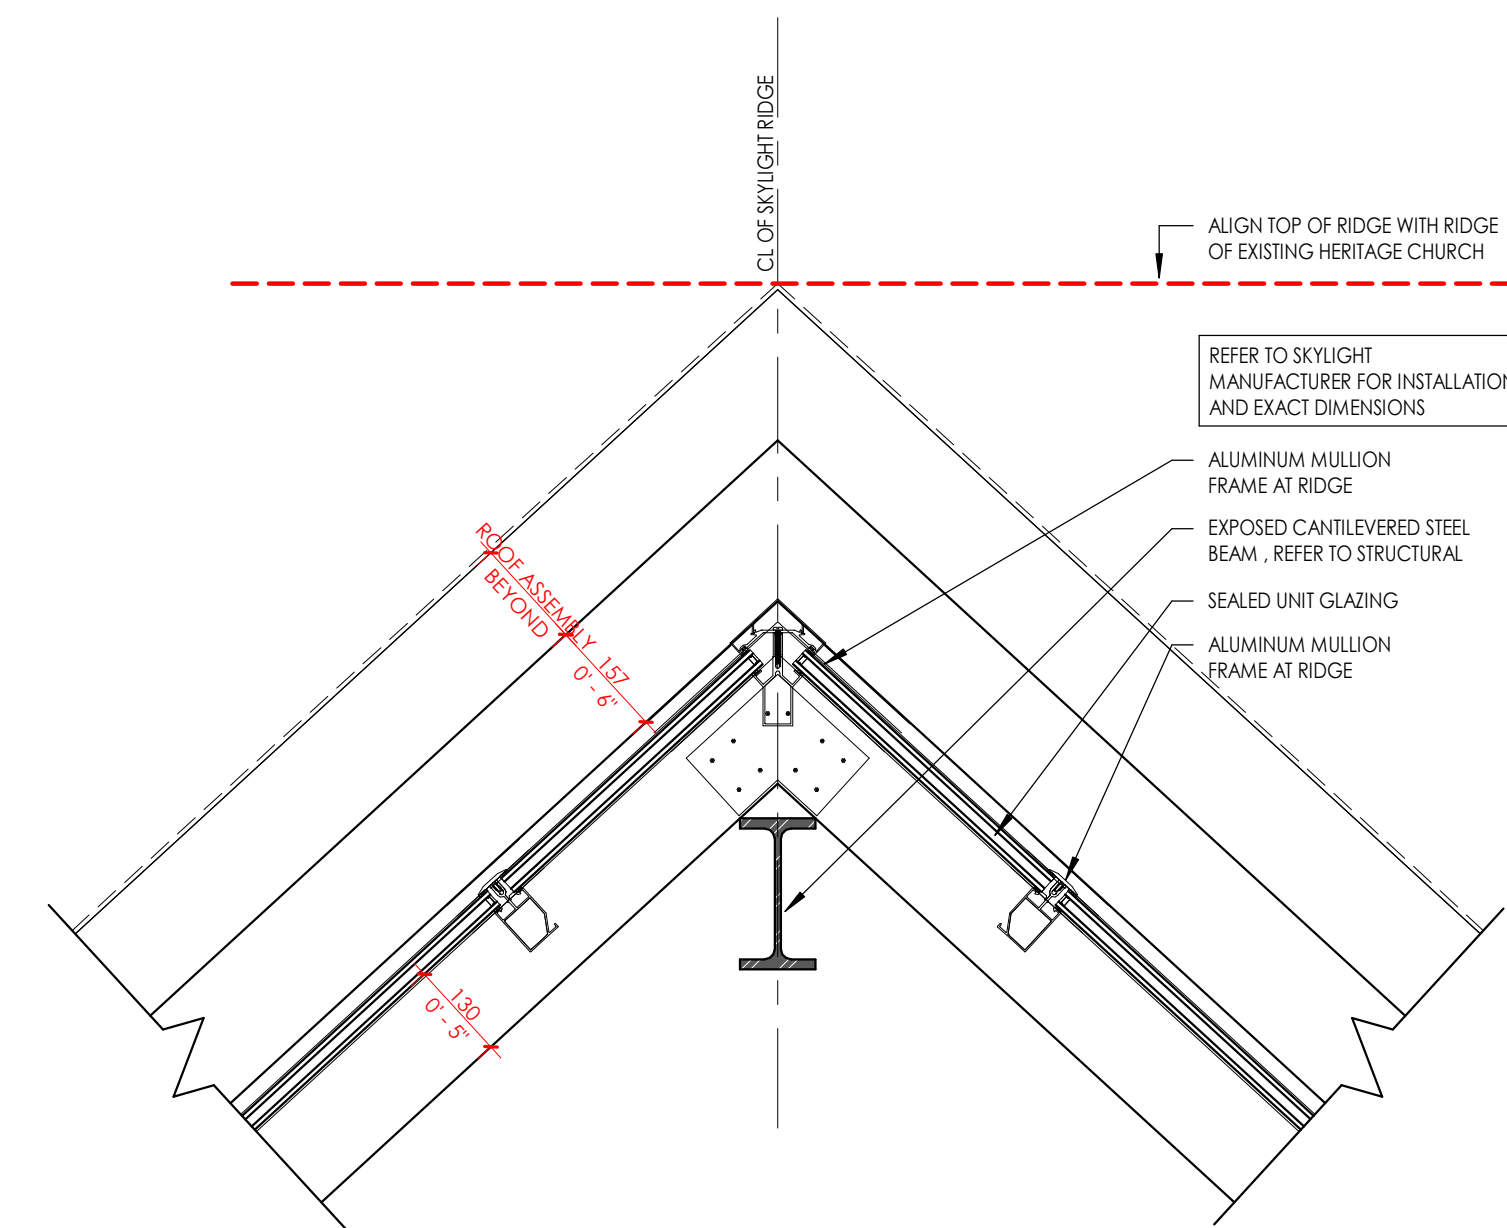 CL OF SKYLIGHT RIDGE
ALIGN TOP OF RIDGE WITH RIDGE
OF EXISTING HERITAGE CHURCH
REFER TO SKYLIGHT
MANUFACTURER FOR INSTALLATION
AND EXACT DIMENSIONS
ALUMINUM MULLION
FRAME AT RIDGE
EXPOSED CANTILEVERED STEEL
BEAM , REFER TO STRUCTURAL
SEALED UNIT GLAZING
ALUMINUM MULLION
FRAME AT RIDGE
ROOF ASSEMBLY
BEYOND
157
0' - 6"
130
0' - 5"